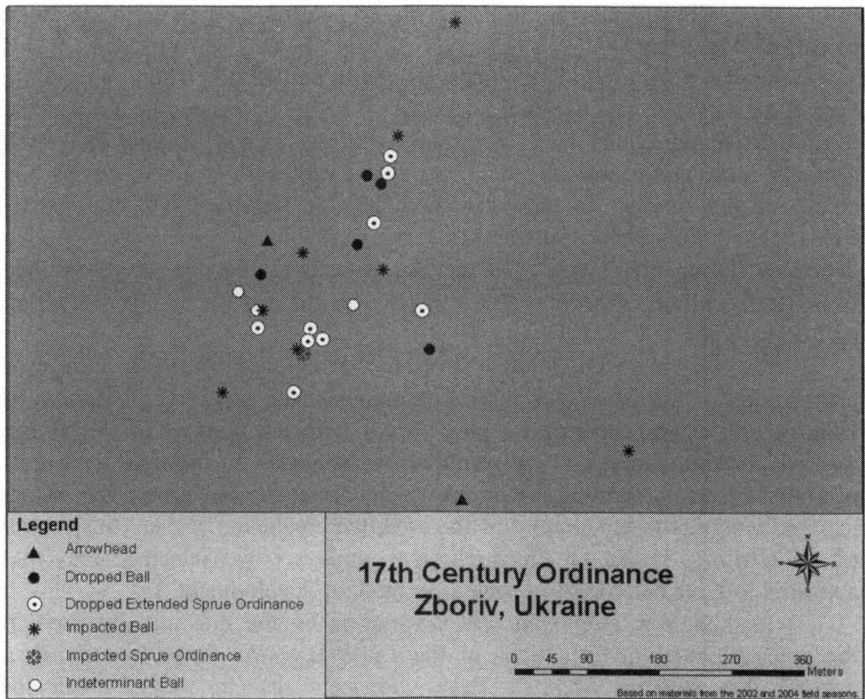 Legend
Arrowhead
Dropped Ball
Dropped Extended Sprue Ordinance
Impacted Ball
Impacted Sprue Ordinance
Indeterminant Ball
17th Century Ordinance
Zboriv, Ukraine
N
0 45 90 180 270 360
Meters
Based on materials from the 2002 and 2004 field seasons